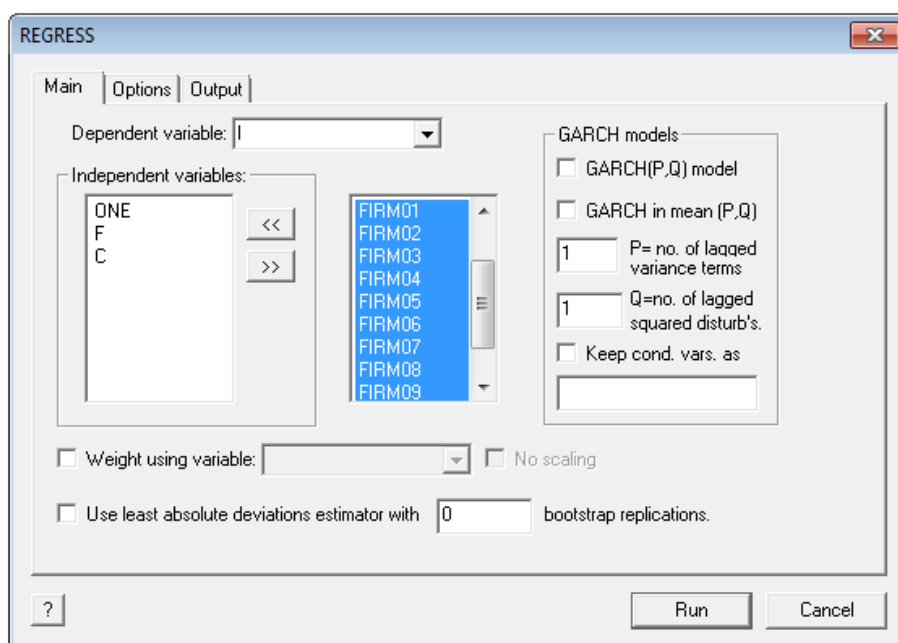 REGRESS
Main
Options
Output
Dependent variable: I
Independent variables:
ONE
F
C
<<
>>
FIRM01
FIRM02
FIRM03
FIRM04
FIRM05
FIRM06
FIRM07
FIRM08
FIRM09
GARCH models
GARCH(P,Q) model
GARCH in mean (P,Q)
1 P= no. of lagged
variance terms
1 Q=no. of lagged
squared disturb's.
Keep cond. vars. as
Weight using variable:
No scaling
Use least absolute deviations estimator with 0 bootstrap replications.
?
Run
Cancel